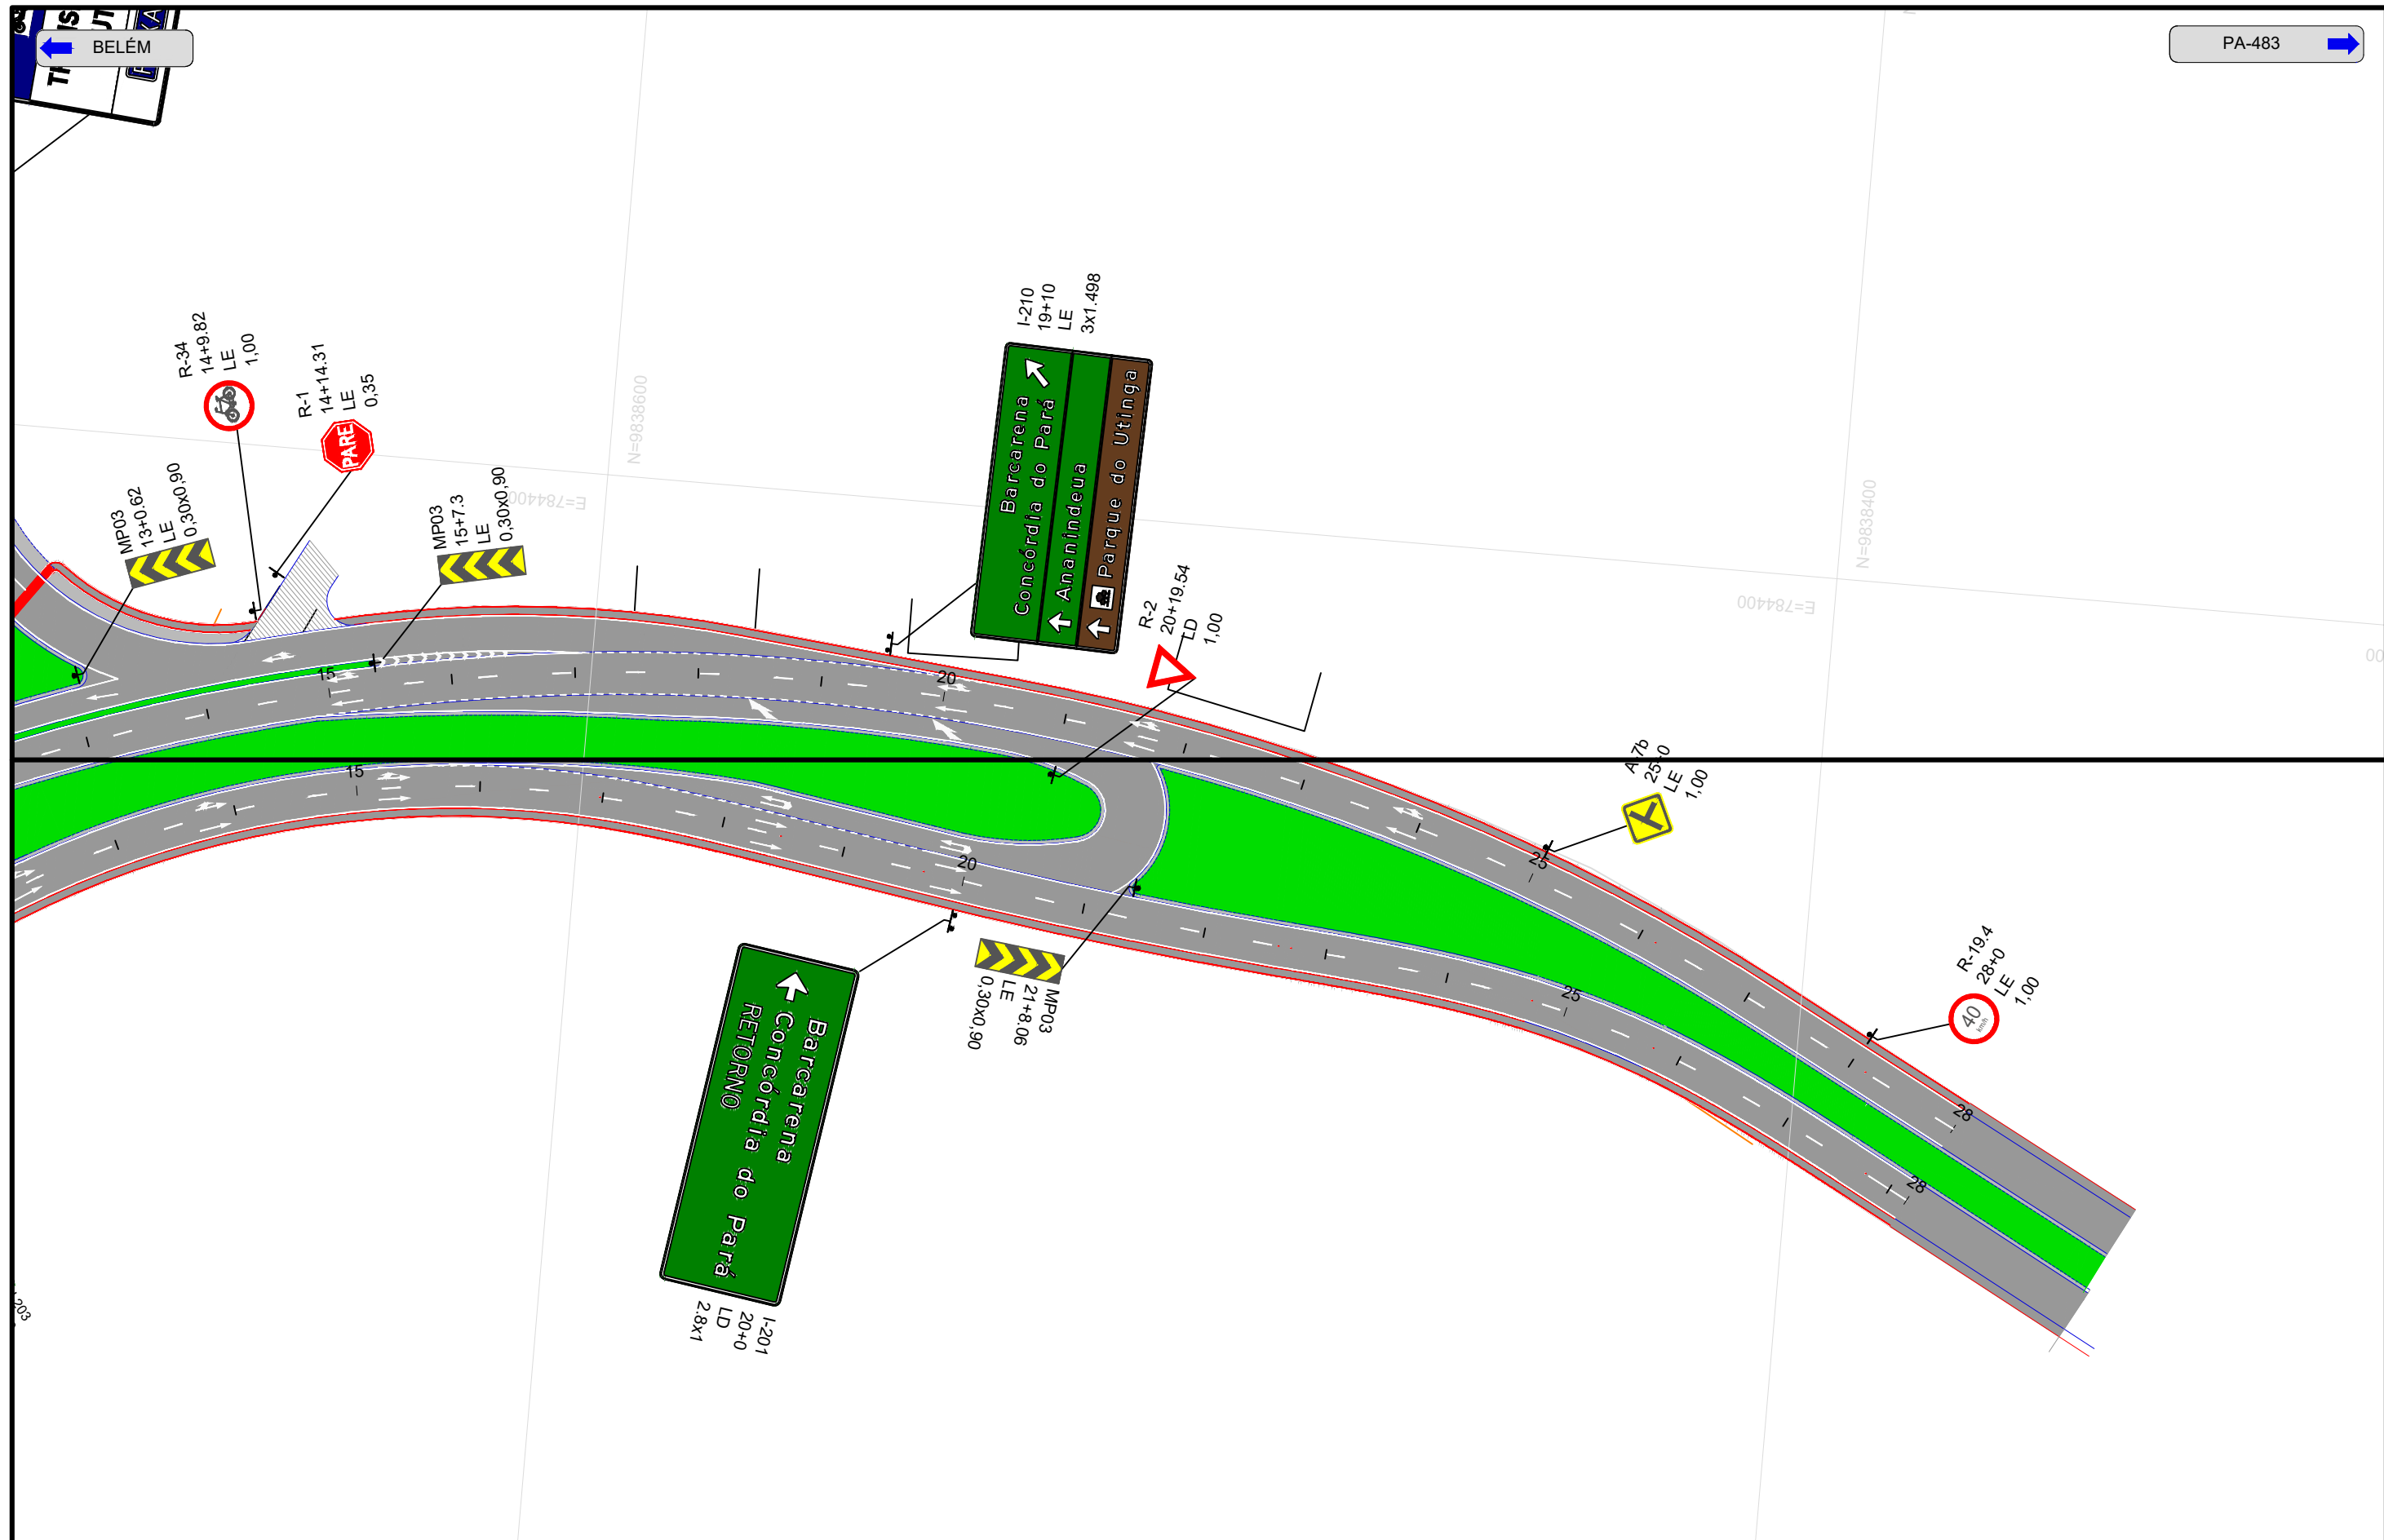 BELÉM
PA-483
R-34
14+9.82
LE
1,00
R-1
14+14.31
LE
0,35
PARE
MP03
13+0.62
LE
0,30x0,90
MP03
15+7.3
LE
0,30x0,90
N=9838600
E=784400
I-210
19+10
LE
3x1.498
Barcarena
Concórdia do Pará
Ananindeua
Parque do Utinga
R-2
20+19.54
LD
1,00
N=9838400
E=784400
00
15
20
15
20
A-7b
25+0
LE
1,00
25
25
R-19.4
28+0
LE
1,00
40
km/h
28
28
MP03
21+8.06
LE
0,30x0,90
Barcarena
Concórdia do Pará
RETORNO
I-201
20+0
LD
2.8x1
203